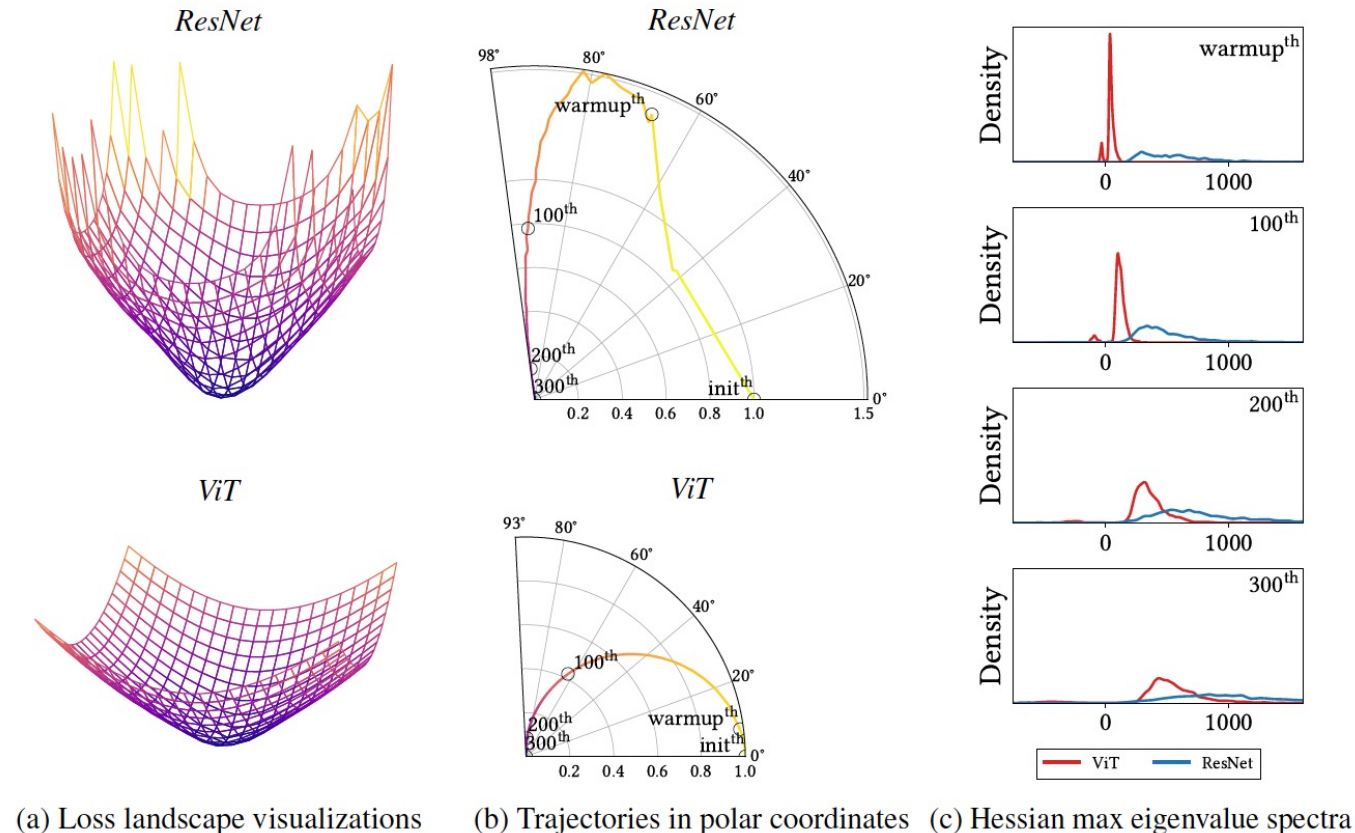 ResNet
ViT
(a) Loss landscape visualizations
ResNet
98°
80°
60°
40°
20°
0°
warmup^th
100^th
200^th
300^th
init^th
0.2 0.4 0.6 0.8 1.0 1.5
ViT
93°
80°
60°
40°
20°
0°
100^th
200^th
300^th
warmup^th
init^th
0.2 0.4 0.6 0.8 1.0
(b) Trajectories in polar coordinates
Density
warmup^th
0 1000
Density
100^th
0 1000
Density
200^th
0 1000
Density
300^th
0 1000
ViT ResNet
(c) Hessian max eigenvalue spectra